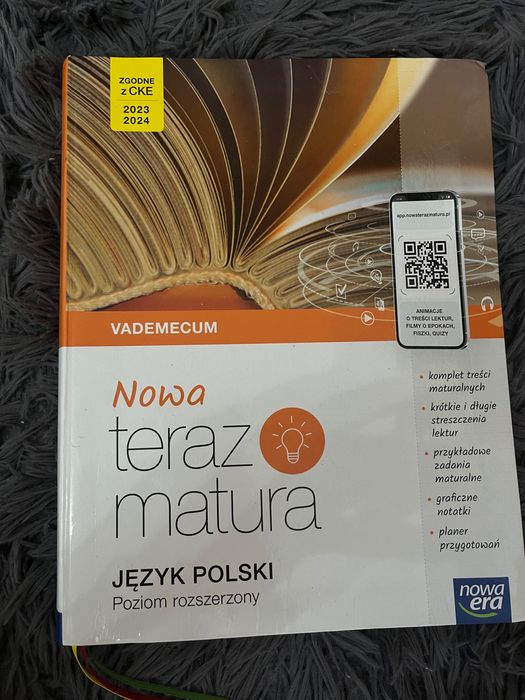 ZGODNE
z CKE
2023
2024
app.nowaterazmatura.pl
ANIMACJE
O TREŚCI LEKTUR,
FILMY O EPOKACH,
FISZKI, QUIZY
VADEMECUM
Nowa
teraz
matura
JĘZYK POLSKI
Poziom rozszerzony
• komplet treści
maturalnych
• krótkie i długie
streszczenia
lektur
• przykładowe
zadania
maturalne
• graficzne
notatki
• planer
przygotowań
nowa
era